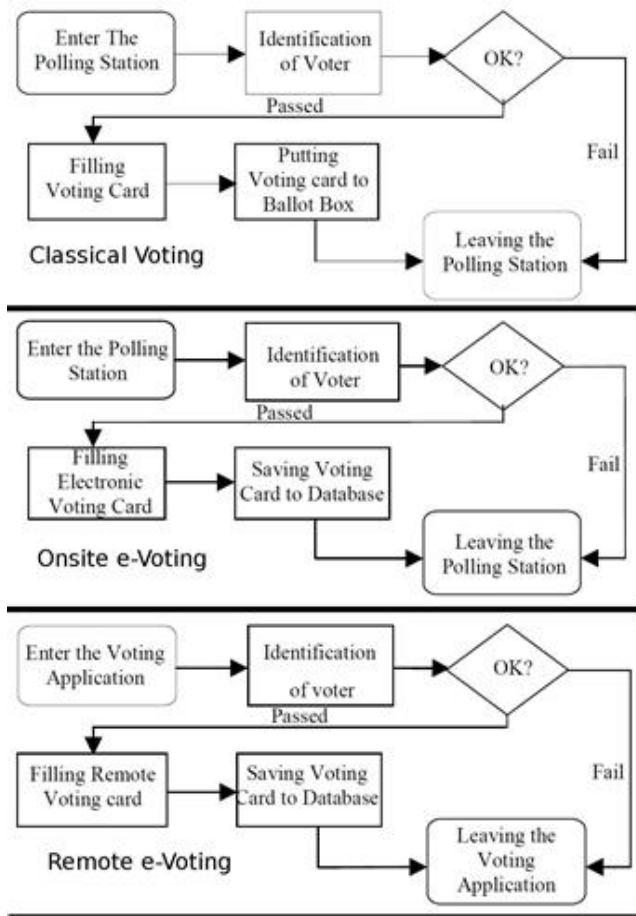 Enter The
Polling Station
Identification
of Voter
OK?
Passed
Fail
Filling
Voting Card
Putting
Voting card to
Ballot Box
Leaving the
Polling Station
Classical Voting
Enter the Polling
Station
Identification
of Voter
OK?
Passed
Fail
Filling
Electronic
Voting Card
Saving Voting
Card to Database
Leaving the
Polling Station
Onsite e-Voting
Enter the Voting
Application
Identification
of voter
OK?
Passed
Fail
Filling Remote
Voting card
Saving Voting
Card to Database
Leaving the
Voting
Application
Remote e-Voting